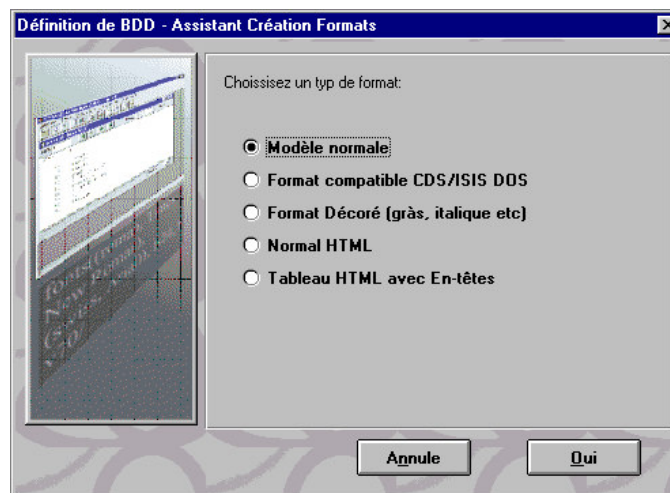 Définition de BDD - Assistant Création Formats
Choissisez un typ de format:
Modèle normale
Format compatible CDS/ISIS DOS
Format Décoré (gràs, italique etc)
Normal HTML
Tableau HTML avec En-têtes
Annule
Oui